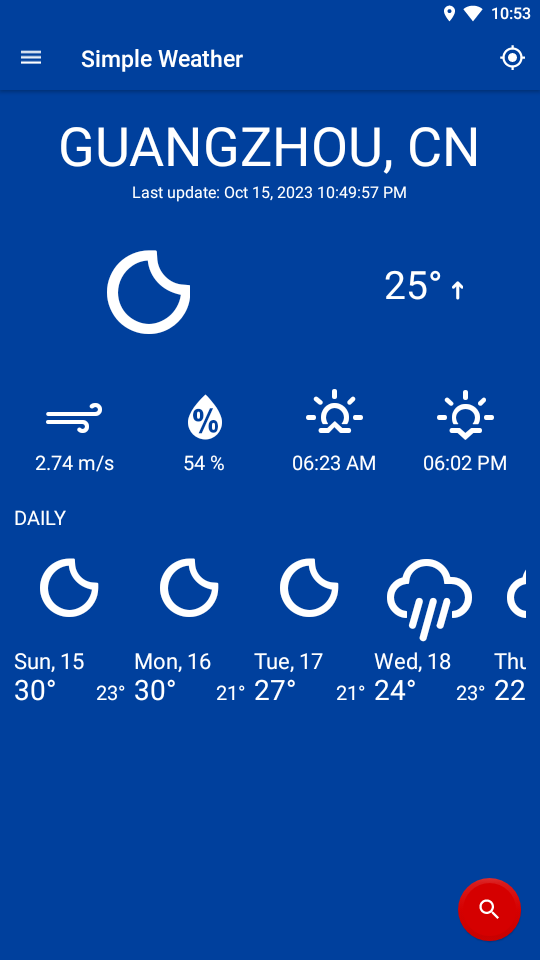 10:53
Simple Weather
GUANGZHOU, CN
Last update: Oct 15, 2023 10:49:57 PM
25°
%
2.74 m/s 54 % 06:23 AM 06:02 PM
DAILY
Sun, 15 Mon, 16 Tue, 17 Wed, 18 Thu
30° 23° 30° 21° 27° 21° 24° 23° 22